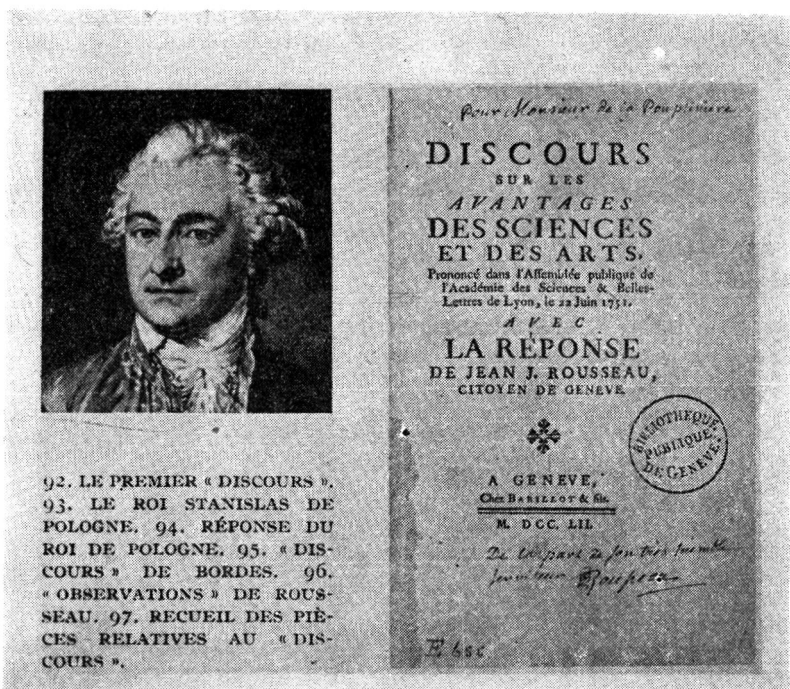 92. LE PREMIER « DISCOURS ».
93. LE ROI STANISLAS DE
POLOGNE. 94. RÉPONSE DU
ROI DE POLOGNE. 95. « DIS-
COURS » DE BORDES. 96.
« OBSERVATIONS » DE ROUS-
SEAU. 97. RECUEIL DES PIÈ-
CES RELATIVES AU « DIS-
COURS ».
Pour Monsieur de la Poupliniere
DISCOURS
SUR LES
AVANTAGES
DES SCIENCES
ET DES ARTS,
Prononcé dans l'Assemblée publique de
l'Académie des Sciences & Belles-
Lettres de Lyon, le 22 Juin 1751.
AVEC
LA RÉPONSE
DE JEAN J. ROUSSEAU,
CITOYEN DE GENEVE.
BIBLIOTHEQUE
PUBLIQUE
DE GENEVE.
A GENEVE,
Chez BARILLOT & fils.
M. DCC. LII.
De la part de son très humble
serviteur Rousseau